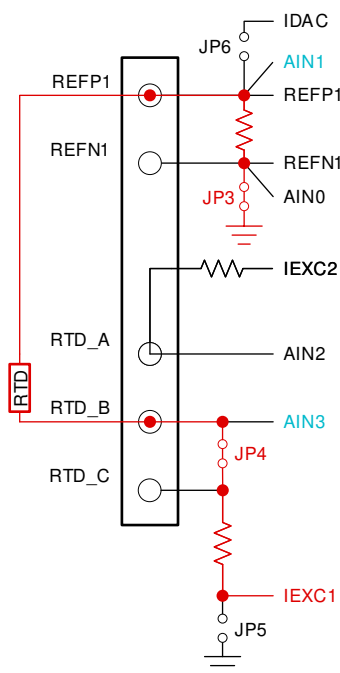 IDAC
JP6
AIN1
REFP1
REFP1
REFN1
REFN1
JP3
AIN0
IEXC2
RTD_A
AIN2
RTD
RTD_B
AIN3
JP4
RTD_C
IEXC1
JP5